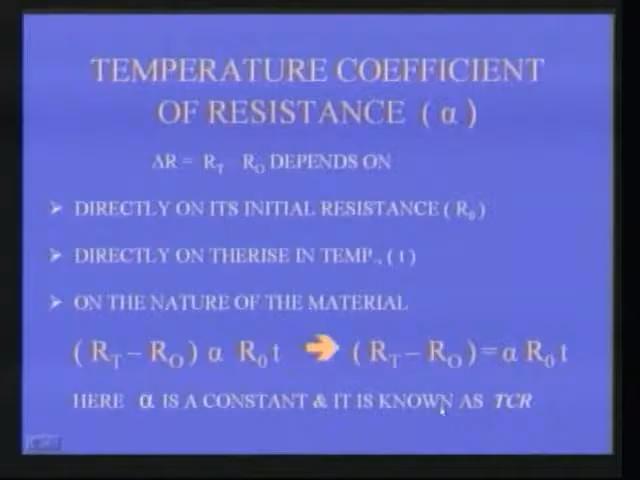 TEMPERATURE COEFFICIENT
OF RESISTANCE ( α )
ΔR = R_T  R_O DEPENDS ON
➢ DIRECTLY ON ITS INITIAL RESISTANCE ( R_0 )
➢ DIRECTLY ON THERISE IN TEMP., ( t )
➢ ON THE NATURE OF THE MATERIAL
( R_T – R_O ) α R_0 t ➔ ( R_T – R_O ) = α R_0 t
HERE α IS A CONSTANT & IT IS KNOWN AS TCR